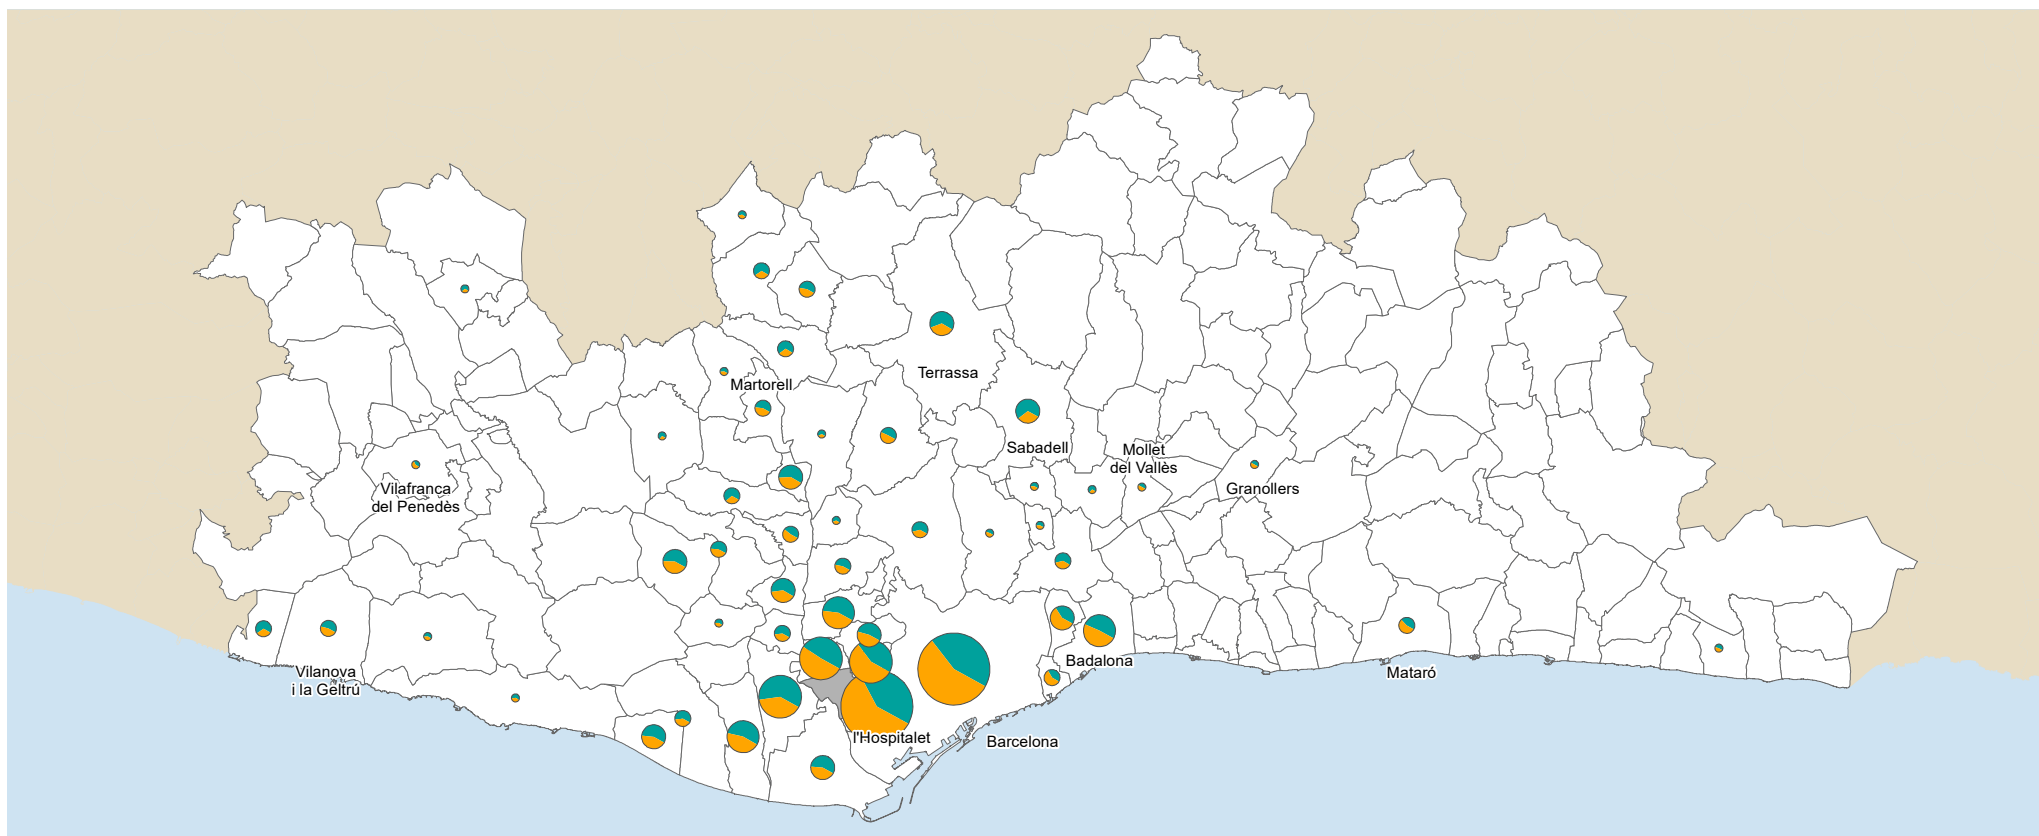 Terrassa
Martorell
Sabadell
Mollet
del Vallès
Vilafranca
del Penedès
Granollers
Badalona
Vilanova
i la Geltrú
Mataró
l'Hospitalet
Barcelona